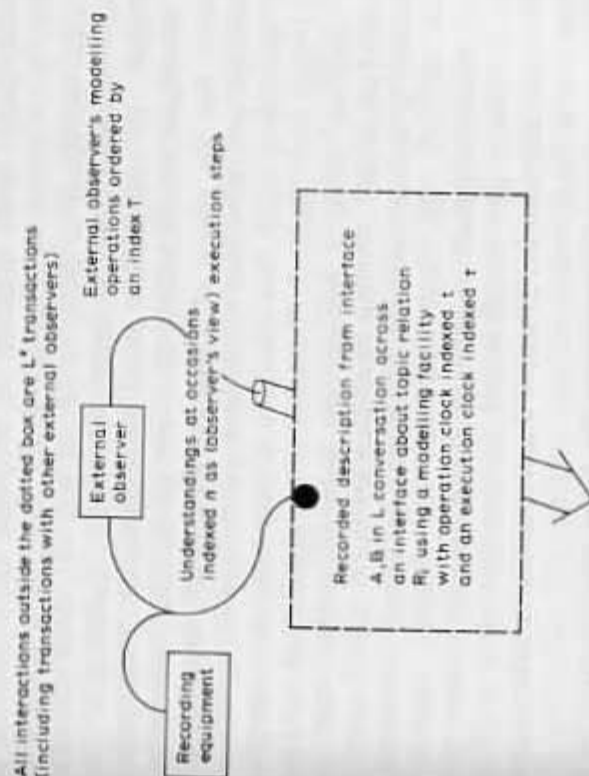 All interactions outside the dotted box are L* transactions
(including transactions with other external observers)
External observer's modelling
operations ordered by
an index T
External
observer
Understandings at occasions
indexed n as (observer's view) execution steps
Recording
equipment
Recorded description from interface
A,B in L conversation across
an interface about topic relation
Ri using a modelling facility
with operation clock indexed t
and an execution clock indexed τ